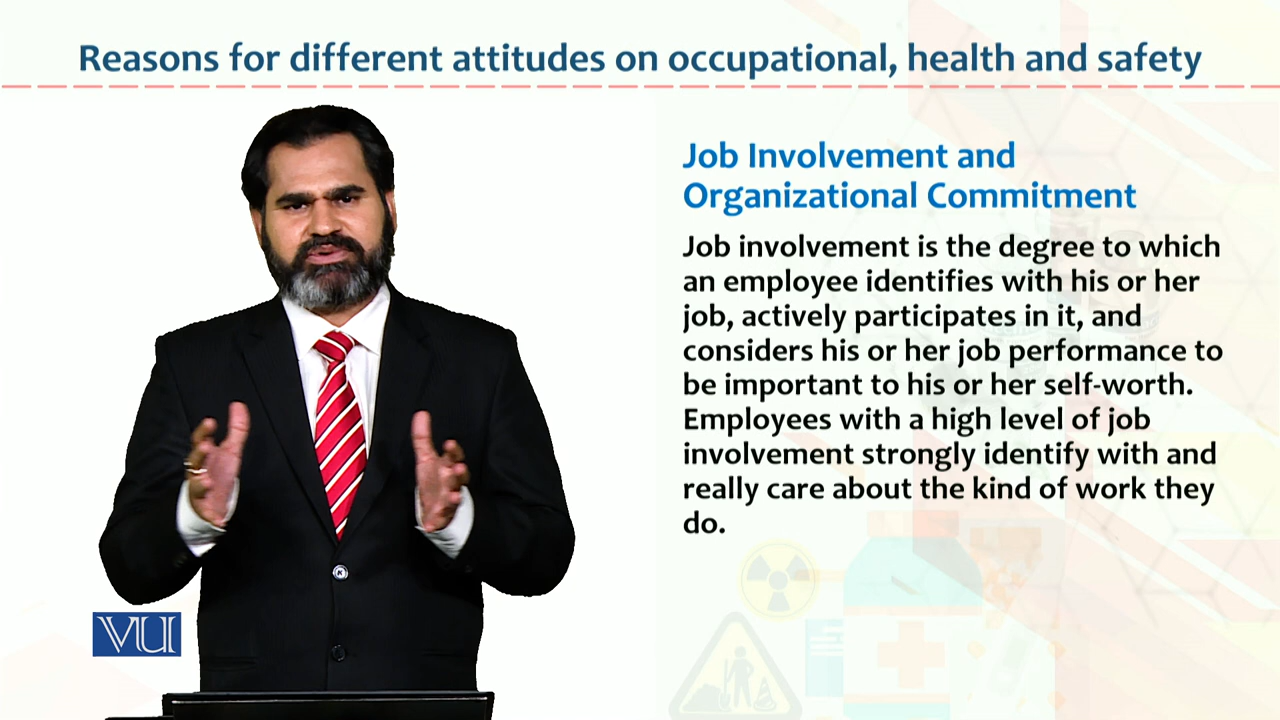 Reasons for different attitudes on occupational, health and safety
Job Involvement and
Organizational Commitment
Job involvement is the degree to which
an employee identifies with his or her
job, actively participates in it, and
considers his or her job performance to
be important to his or her self-worth.
Employees with a high level of job
involvement strongly identify with and
really care about the kind of work they
do.
VU